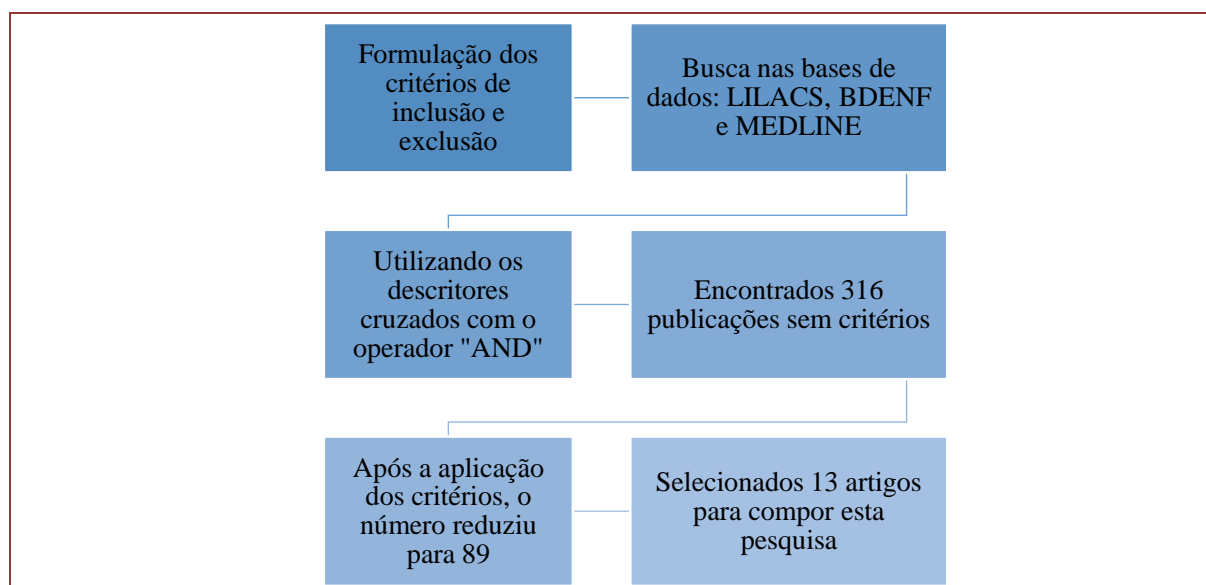 Formulação dos
critérios de
inclusão e
exclusão
Busca nas bases de
dados: LILACS, BDENF
e MEDLINE
Utilizando os
descritores
cruzados com o
operador "AND"
Encontrados 316
publicações sem critérios
Após a aplicação
dos critérios, o
número reduziu
para 89
Selecionados 13 artigos
para compor esta
pesquisa